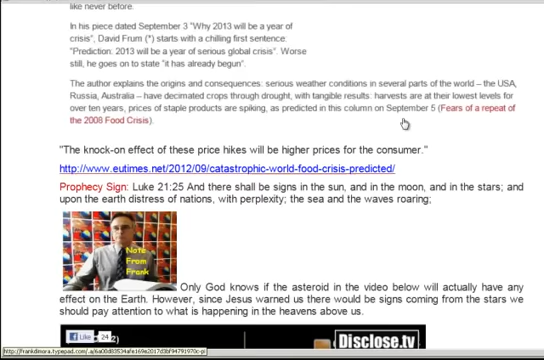 like never before.
In his piece dated September 3 "Why 2013 will be a year of
crisis", David Frum (*) starts with a chilling first sentence.
"Prediction. 2013 will be a year of serious global crisis". Worse
still, he goes on to state "it has already begun".
The author explains the origins and consequences: serious weather conditions in several parts of the world – the USA,
Russia, Australia – have decimated crops through drought, with tangible results: harvests are at their lowest levels for
over ten years, prices of staple products are spiking, as predicted in this column on September 5 (Fears of a repeat of
the 2008 Food Crisis).
"The knock-on effect of these price hikes will be higher prices for the consumer."
http://www.eutimes.net/2012/09/catastrophic-world-food-crisis-predicted/
Prophecy Sign: Luke 21:25 And there shall be signs in the sun, and in the moon, and in the stars; and
upon the earth distress of nations, with perplexity; the sea and the waves roaring;
Note
From
Frank
Only God knows if the asteroid in the video below will actually have any
effect on the Earth. However, since Jesus warned us there would be signs coming from the stars we
should pay attention to what is happening in the heavens above us.
Like 24
Disclose.tv